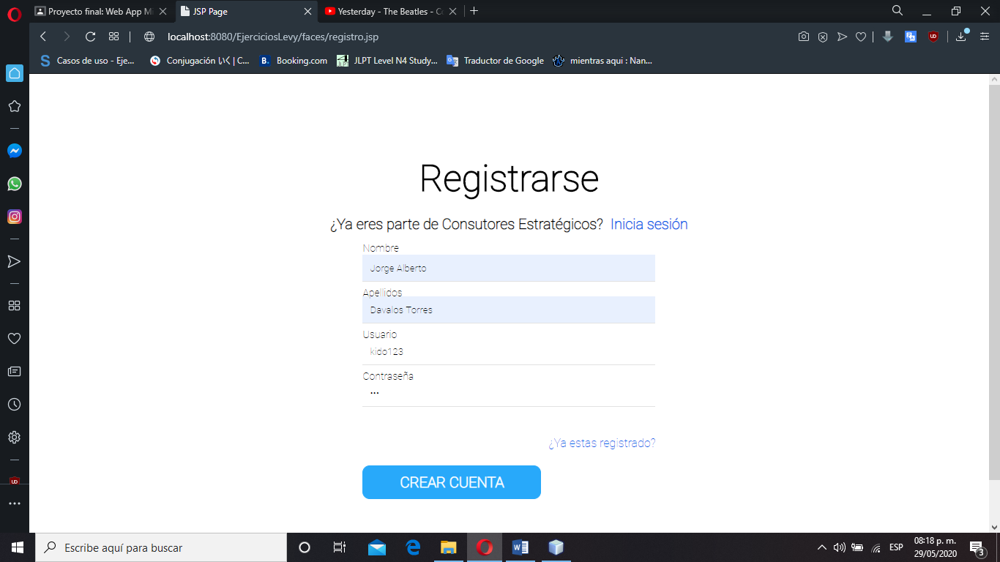 Proyecto final: Web App M
JSP Page
Yesterday - The Beatles - C
localhost:8080/EjerciciosLevy/faces/registro.jsp
Casos de uso - Eje...
Conjugación いく | C...
B.
Booking.com
JLPT
JLPT Level N4 Study...
Traductor de Google
mientras aqui : Nan...
Registrarse
¿Ya eres parte de Consutores Estratégicos? Inicia sesión
Nombre
Jorge Alberto
Apellidos
Davalos Torres
Usuario
kido123
Contraseña
¿Ya estas registrado?
CREAR CUENTA
Escribe aquí para buscar
ESP
08:18 p. m.
29/05/2020
3